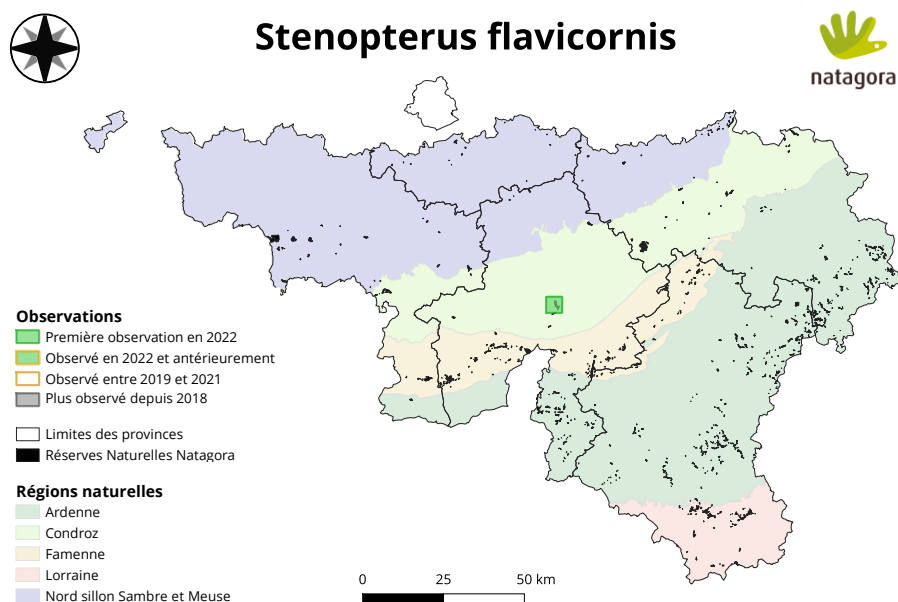 Stenopterus flavicornis
natagora
Observations
Première observation en 2022
Observé en 2022 et antérieurement
Observé entre 2019 et 2021
Plus observé depuis 2018
Limites des provinces
Réserves Naturelles Natagora
Régions naturelles
Ardenne
Condroz
Famenne
Lorraine
Nord sillon Sambre et Meuse
0 25 50 km